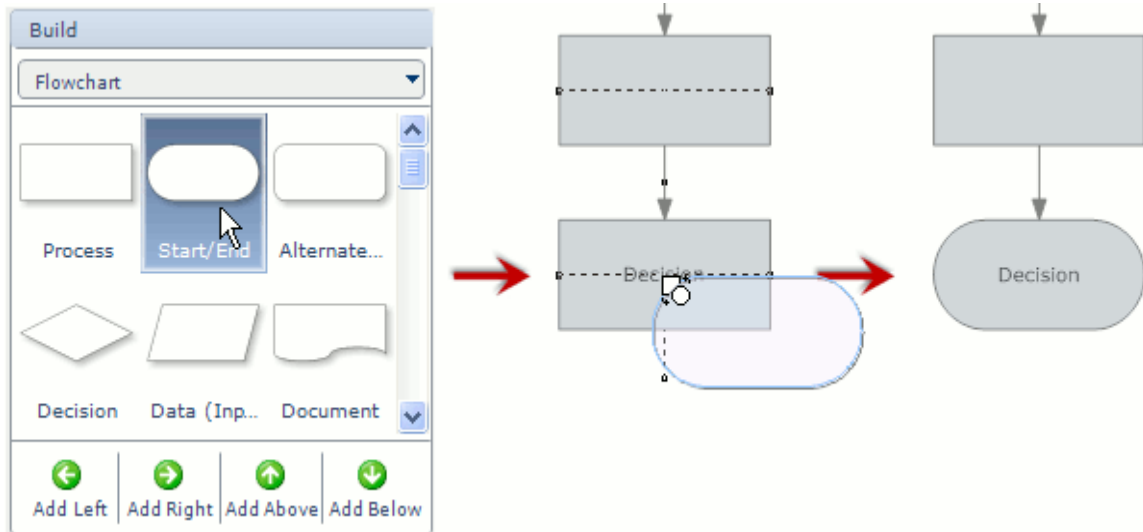 Build
Flowchart
Process
Start/End
Alternate...
Decision
Data (Inp...
Document
Add Left
Add Right
Add Above
Add Below
Decision
Decision